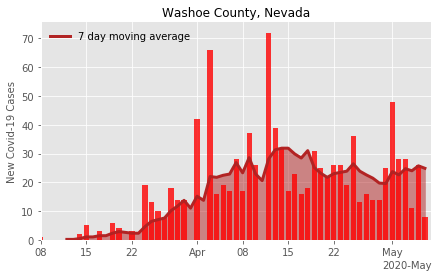 Washoe County, Nevada
7 day moving average
New Covid-19 Cases
70
60
50
40
30
20
10
0
08
15
22
Apr
08
15
22
May
2020-May